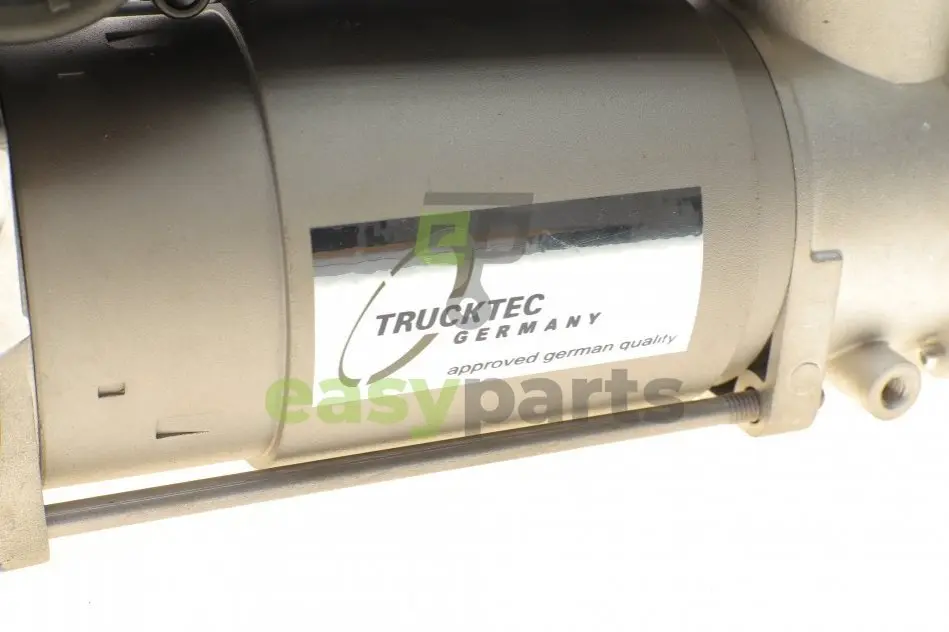 TRUCKTEC
GERMANY
approved german quality
easyparts